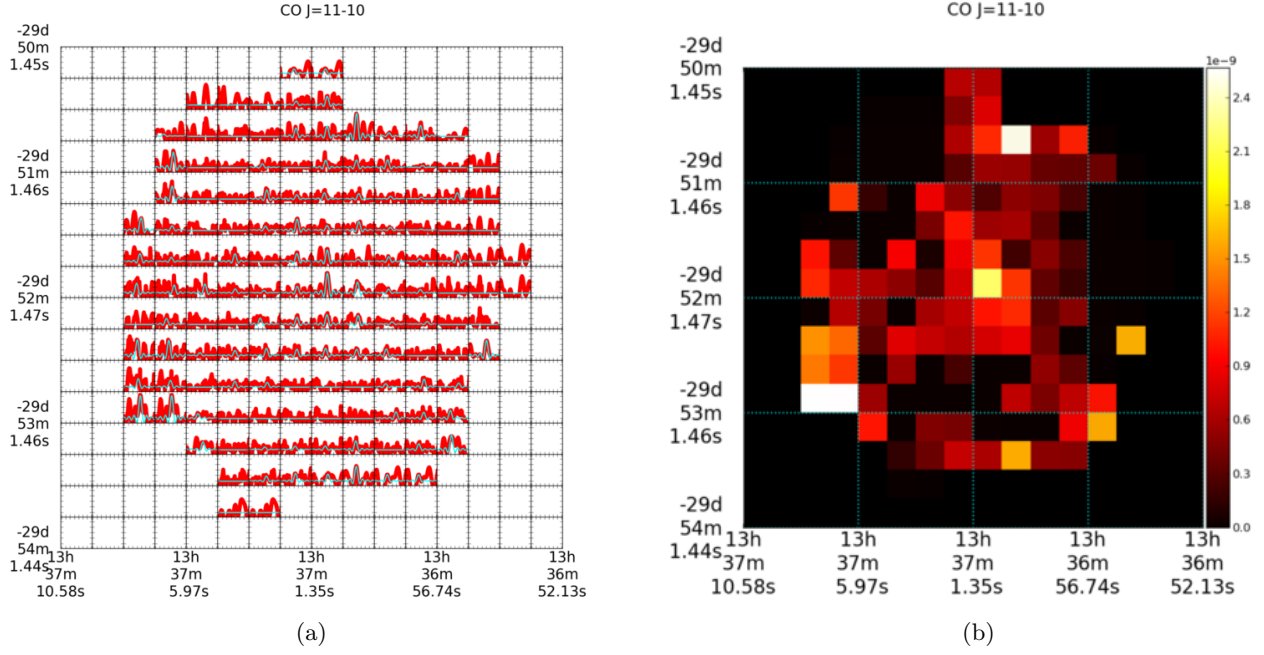 CO J=11-10
-29d
50m
1.45s
-29d
51m
1.46s
-29d
52m
1.47s
-29d
53m
1.46s
-29d
54m
1.44s
13h 13h 13h 13h 13h
37m 37m 37m 36m 36m
10.58s 5.97s 1.35s 56.74s 52.13s
(a)
CO J=11-10
-29d
50m
1.45s
-29d
51m
1.46s
-29d
52m
1.47s
-29d
53m
1.46s
-29d
54m
1.44s
13h 13h 13h 13h 13h
37m 37m 37m 36m 36m
10.58s 5.97s 1.35s 56.74s 52.13s
1e−9
2.4
2.1
1.8
1.5
1.2
0.9
0.6
0.3
0.0
(b)